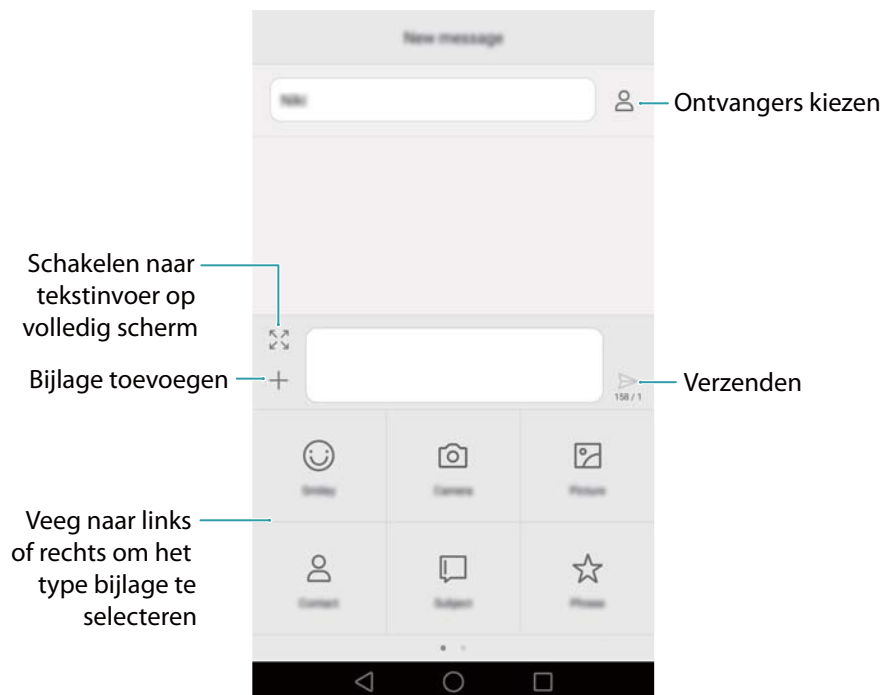 New message
Niki
Ontvangers kiezen
Schakelen naar
tekstinvoer op
volledig scherm
Bijlage toevoegen
Verzenden
158 / 1
Smiley
Camera
Picture
Veeg naar links
of rechts om het
type bijlage te
selecteren
Contact
Subject
Phrase